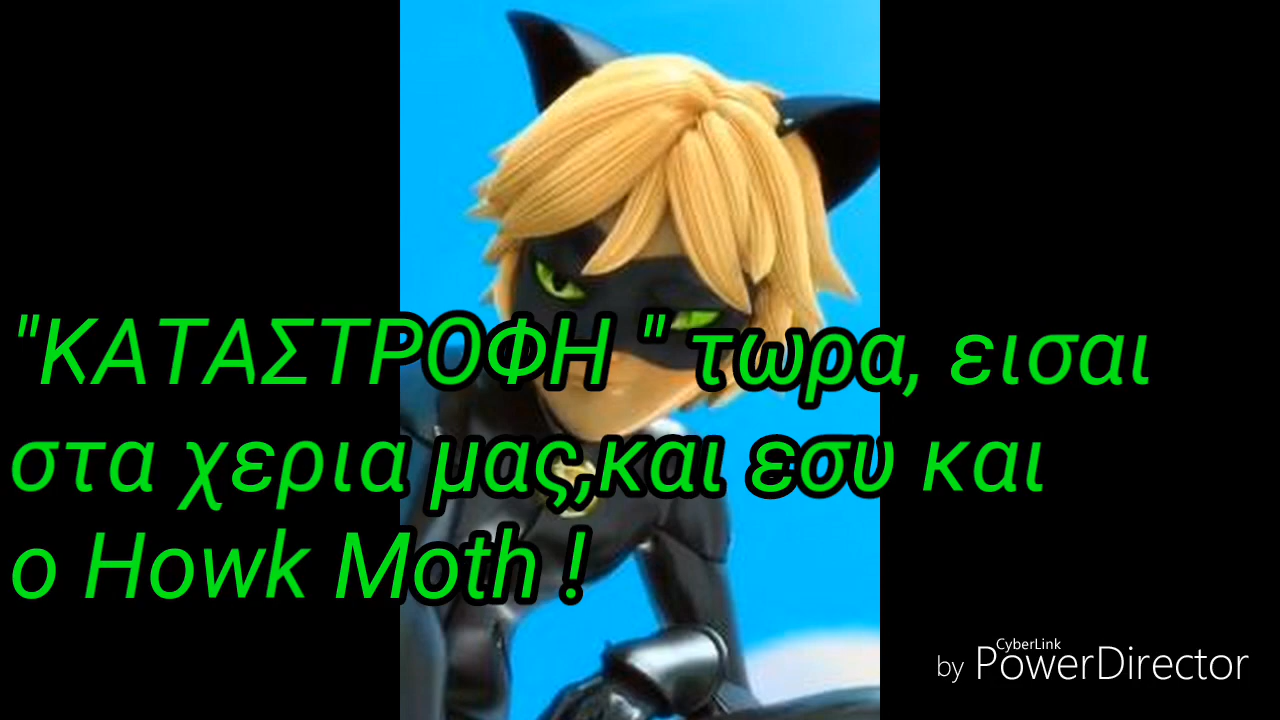 "ΚΑΤΑΣΤΡΟΦΗ " τωρα, εισαι
στα χερια μας,και εσυ και
ο Howk Moth !
CyberLink
by PowerDirector